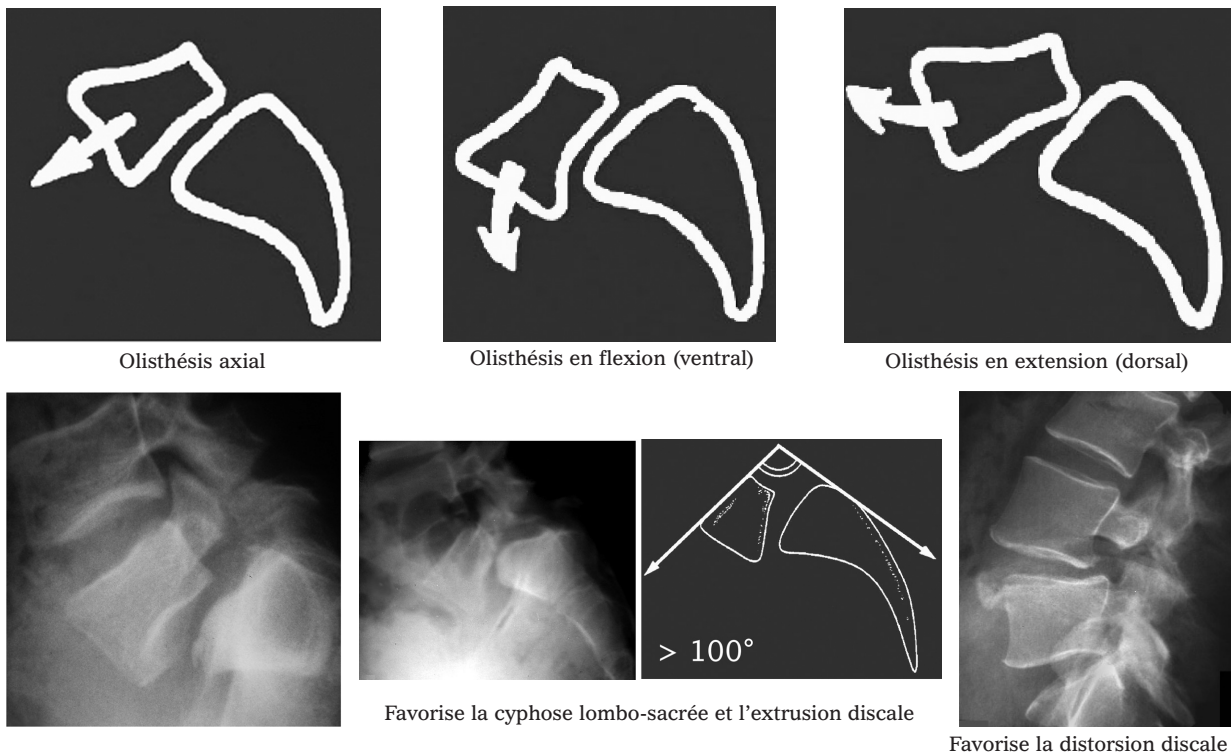 Olisthésis axial
Olisthésis en flexion (ventral)
Olisthésis en extension (dorsal)
> 100°
Favorise la cyphose lombo-sacrée et l'extrusion discale
Favorise la distorsion discale